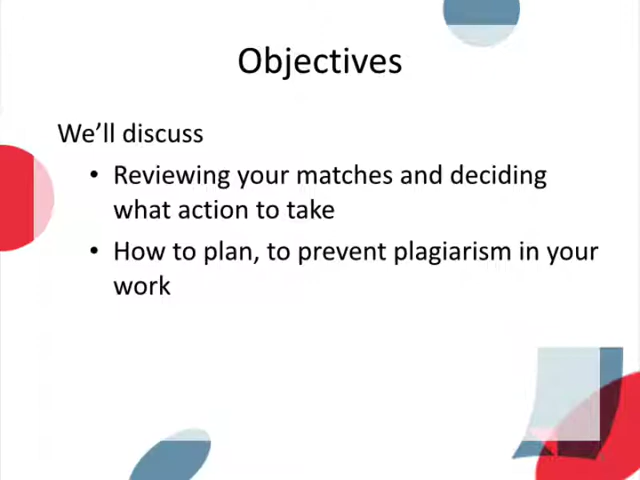 Objectives
We’ll discuss
• Reviewing your matches and deciding
what action to take
• How to plan, to prevent plagiarism in your
work